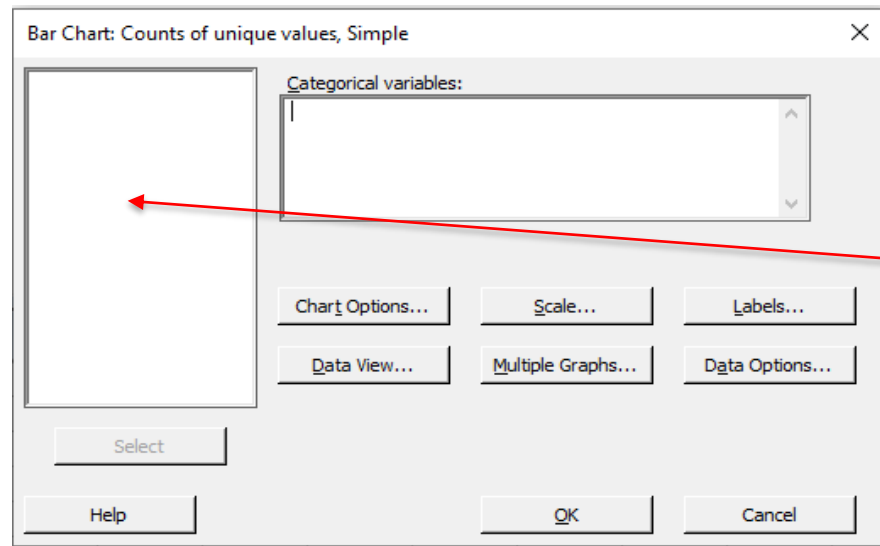 Bar Chart: Counts of unique values, Simple
Categorical variables:
Chart Options... Scale... Labels...
Data View... Multiple Graphs... Data Options...
Select
Help OK Cancel